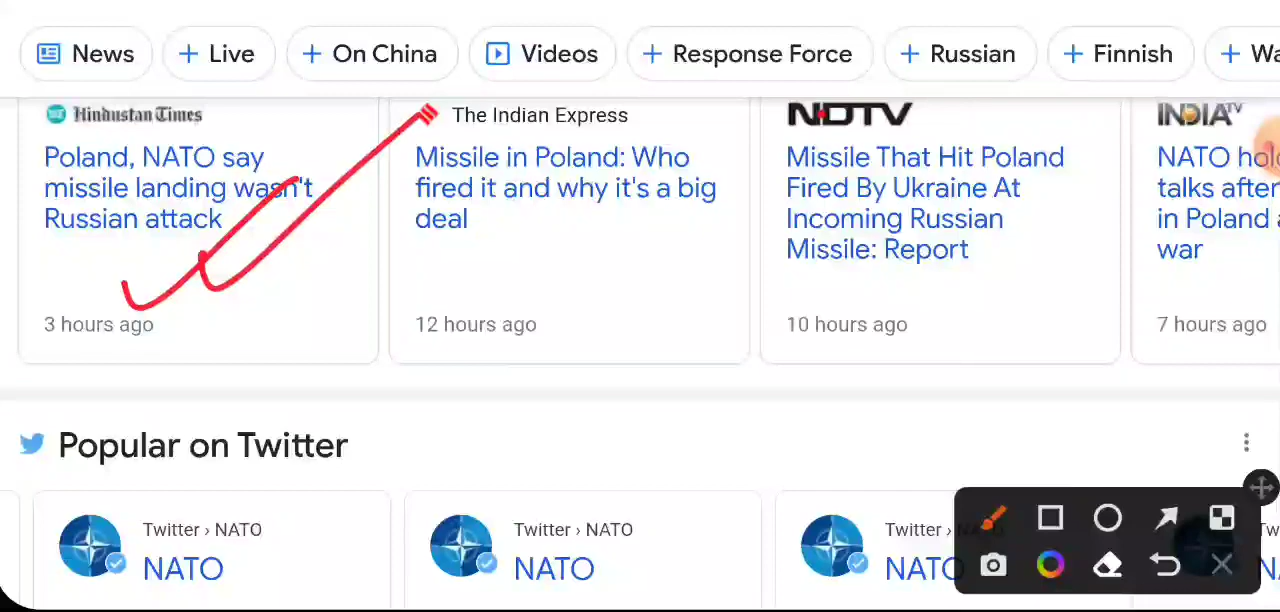 News
Live
On China
Videos
Response Force
Russian
Finnish
Hindustan Times
Poland, NATO say
missile landing wasn't
Russian attack
3 hours ago
The Indian Express
Missile in Poland: Who
fired it and why it's a big
deal
12 hours ago
NDTV
Missile That Hit Poland
Fired By Ukraine At
Incoming Russian
Missile: Report
10 hours ago
INDIA TV
NATO
talks after
in Poland
war
7 hours ago
Popular on Twitter
Twitter › NATO
NATO
Twitter › NATO
NATO
Twitter ›
NATO